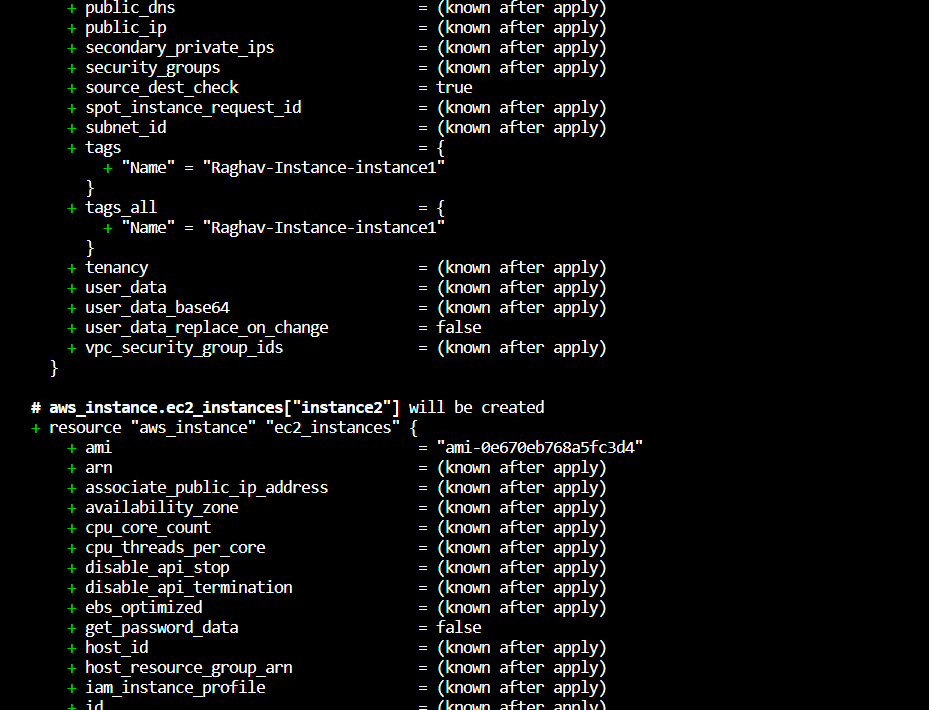 + public_dns = (known after apply)
+ public_ip = (known after apply)
+ secondary_private_ips = (known after apply)
+ security_groups = (known after apply)
+ source_dest_check = true
+ spot_instance_request_id = (known after apply)
+ subnet_id = (known after apply)
+ tags = {
+ "Name" = "Raghav-Instance-instance1"
}
+ tags_all = {
+ "Name" = "Raghav-Instance-instance1"
}
+ tenancy = (known after apply)
+ user_data = (known after apply)
+ user_data_base64 = (known after apply)
+ user_data_replace_on_change = false
+ vpc_security_group_ids = (known after apply)
}
# aws_instance.ec2_instances["instance2"] will be created
+ resource "aws_instance" "ec2_instances" {
+ ami = "ami-0e670eb768a5fc3d4"
+ arn = (known after apply)
+ associate_public_ip_address = (known after apply)
+ availability_zone = (known after apply)
+ cpu_core_count = (known after apply)
+ cpu_threads_per_core = (known after apply)
+ disable_api_stop = (known after apply)
+ disable_api_termination = (known after apply)
+ ebs_optimized = (known after apply)
+ get_password_data = false
+ host_id = (known after apply)
+ host_resource_group_arn = (known after apply)
+ iam_instance_profile = (known after apply)
+ id = (known after apply)